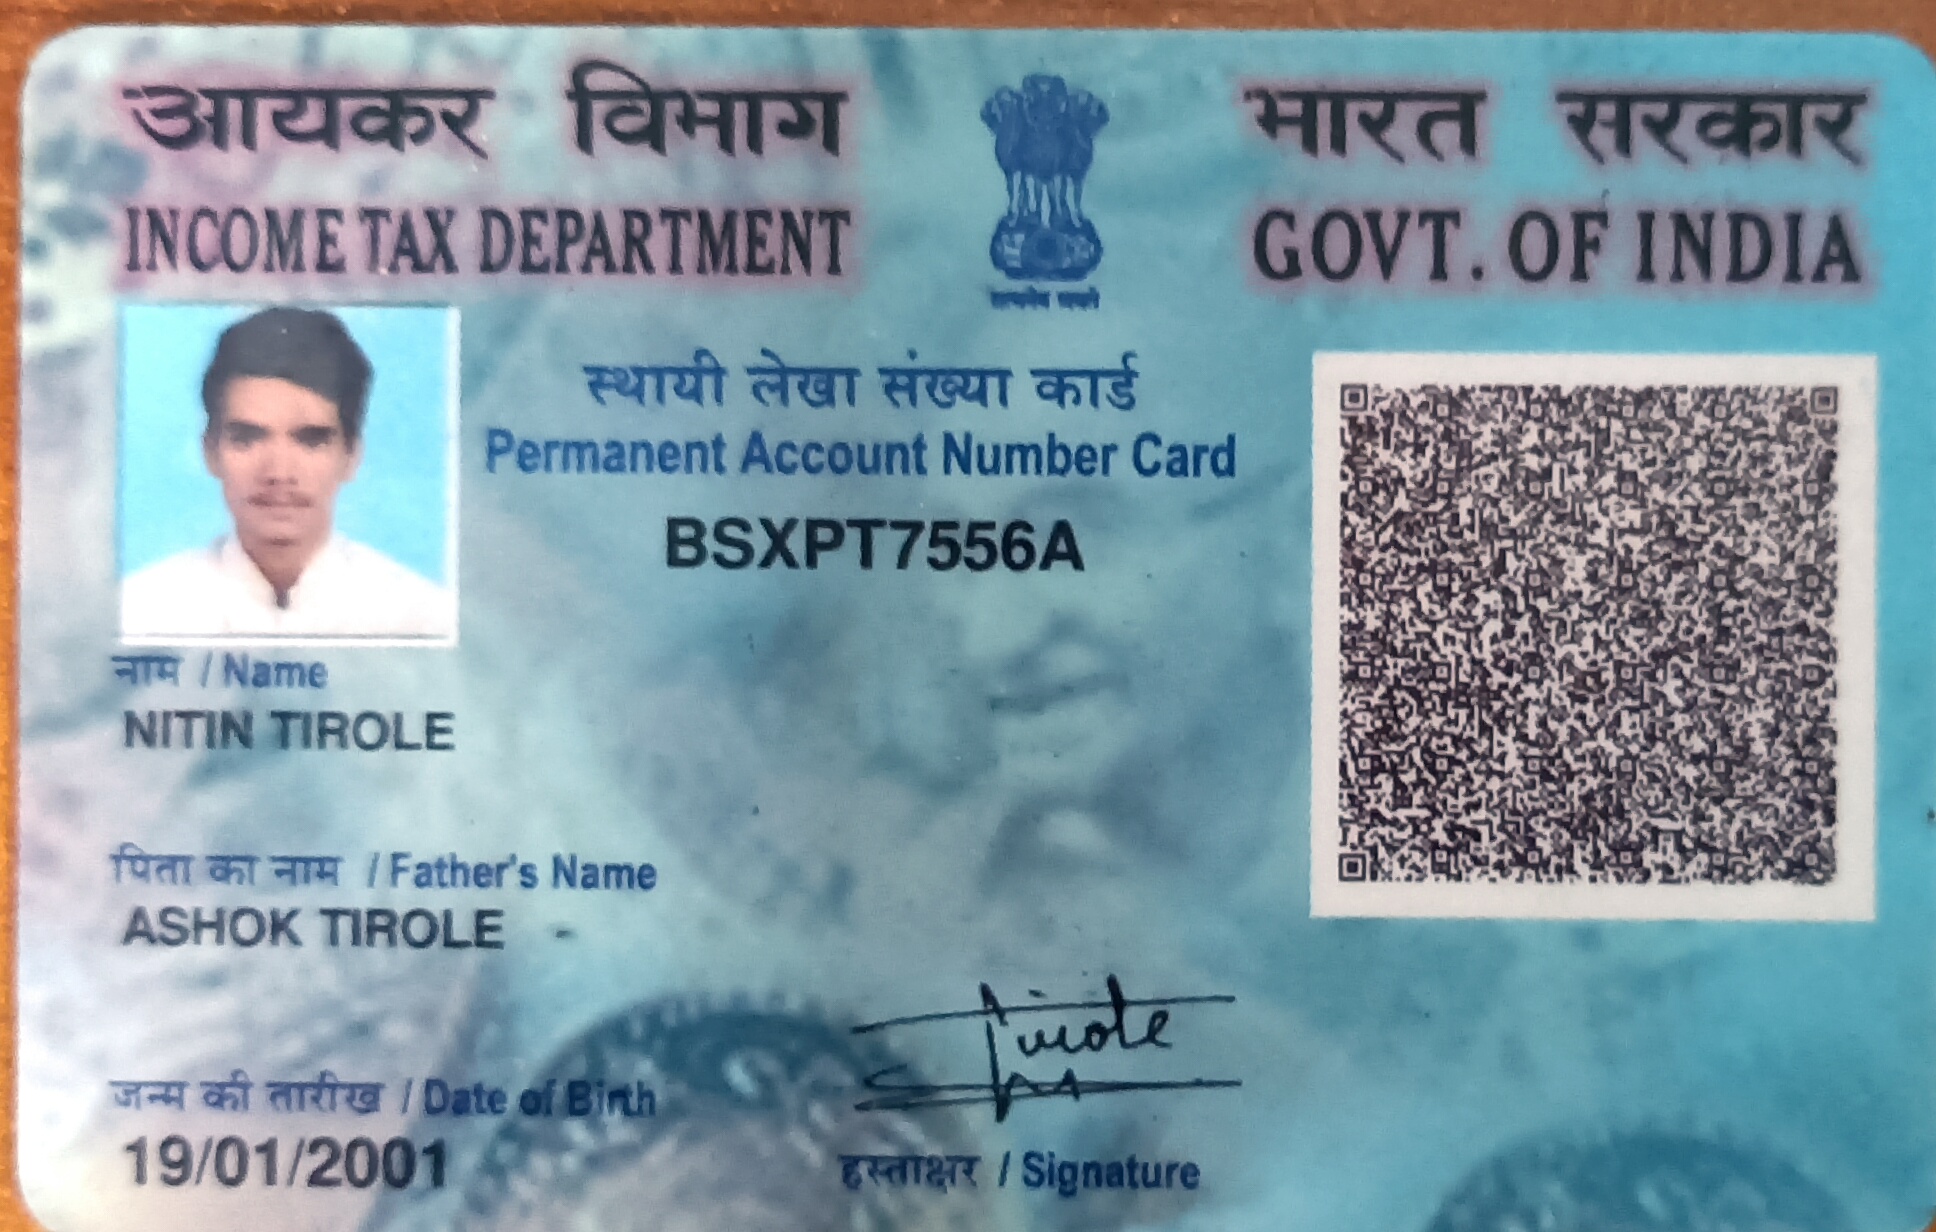 आयकर विभाग
INCOME TAX DEPARTMENT
भारत सरकार
GOVT. OF INDIA
सत्यमेव जयते
स्थायी लेखा संख्या कार्ड
Permanent Account Number Card
BSXPT7556A
नाम / Name
NITIN TIROLE
पिता का नाम / Father's Name
ASHOK TIROLE
जन्म की तारीख / Date of Birth
19/01/2001
Tirole
हस्ताक्षर / Signature